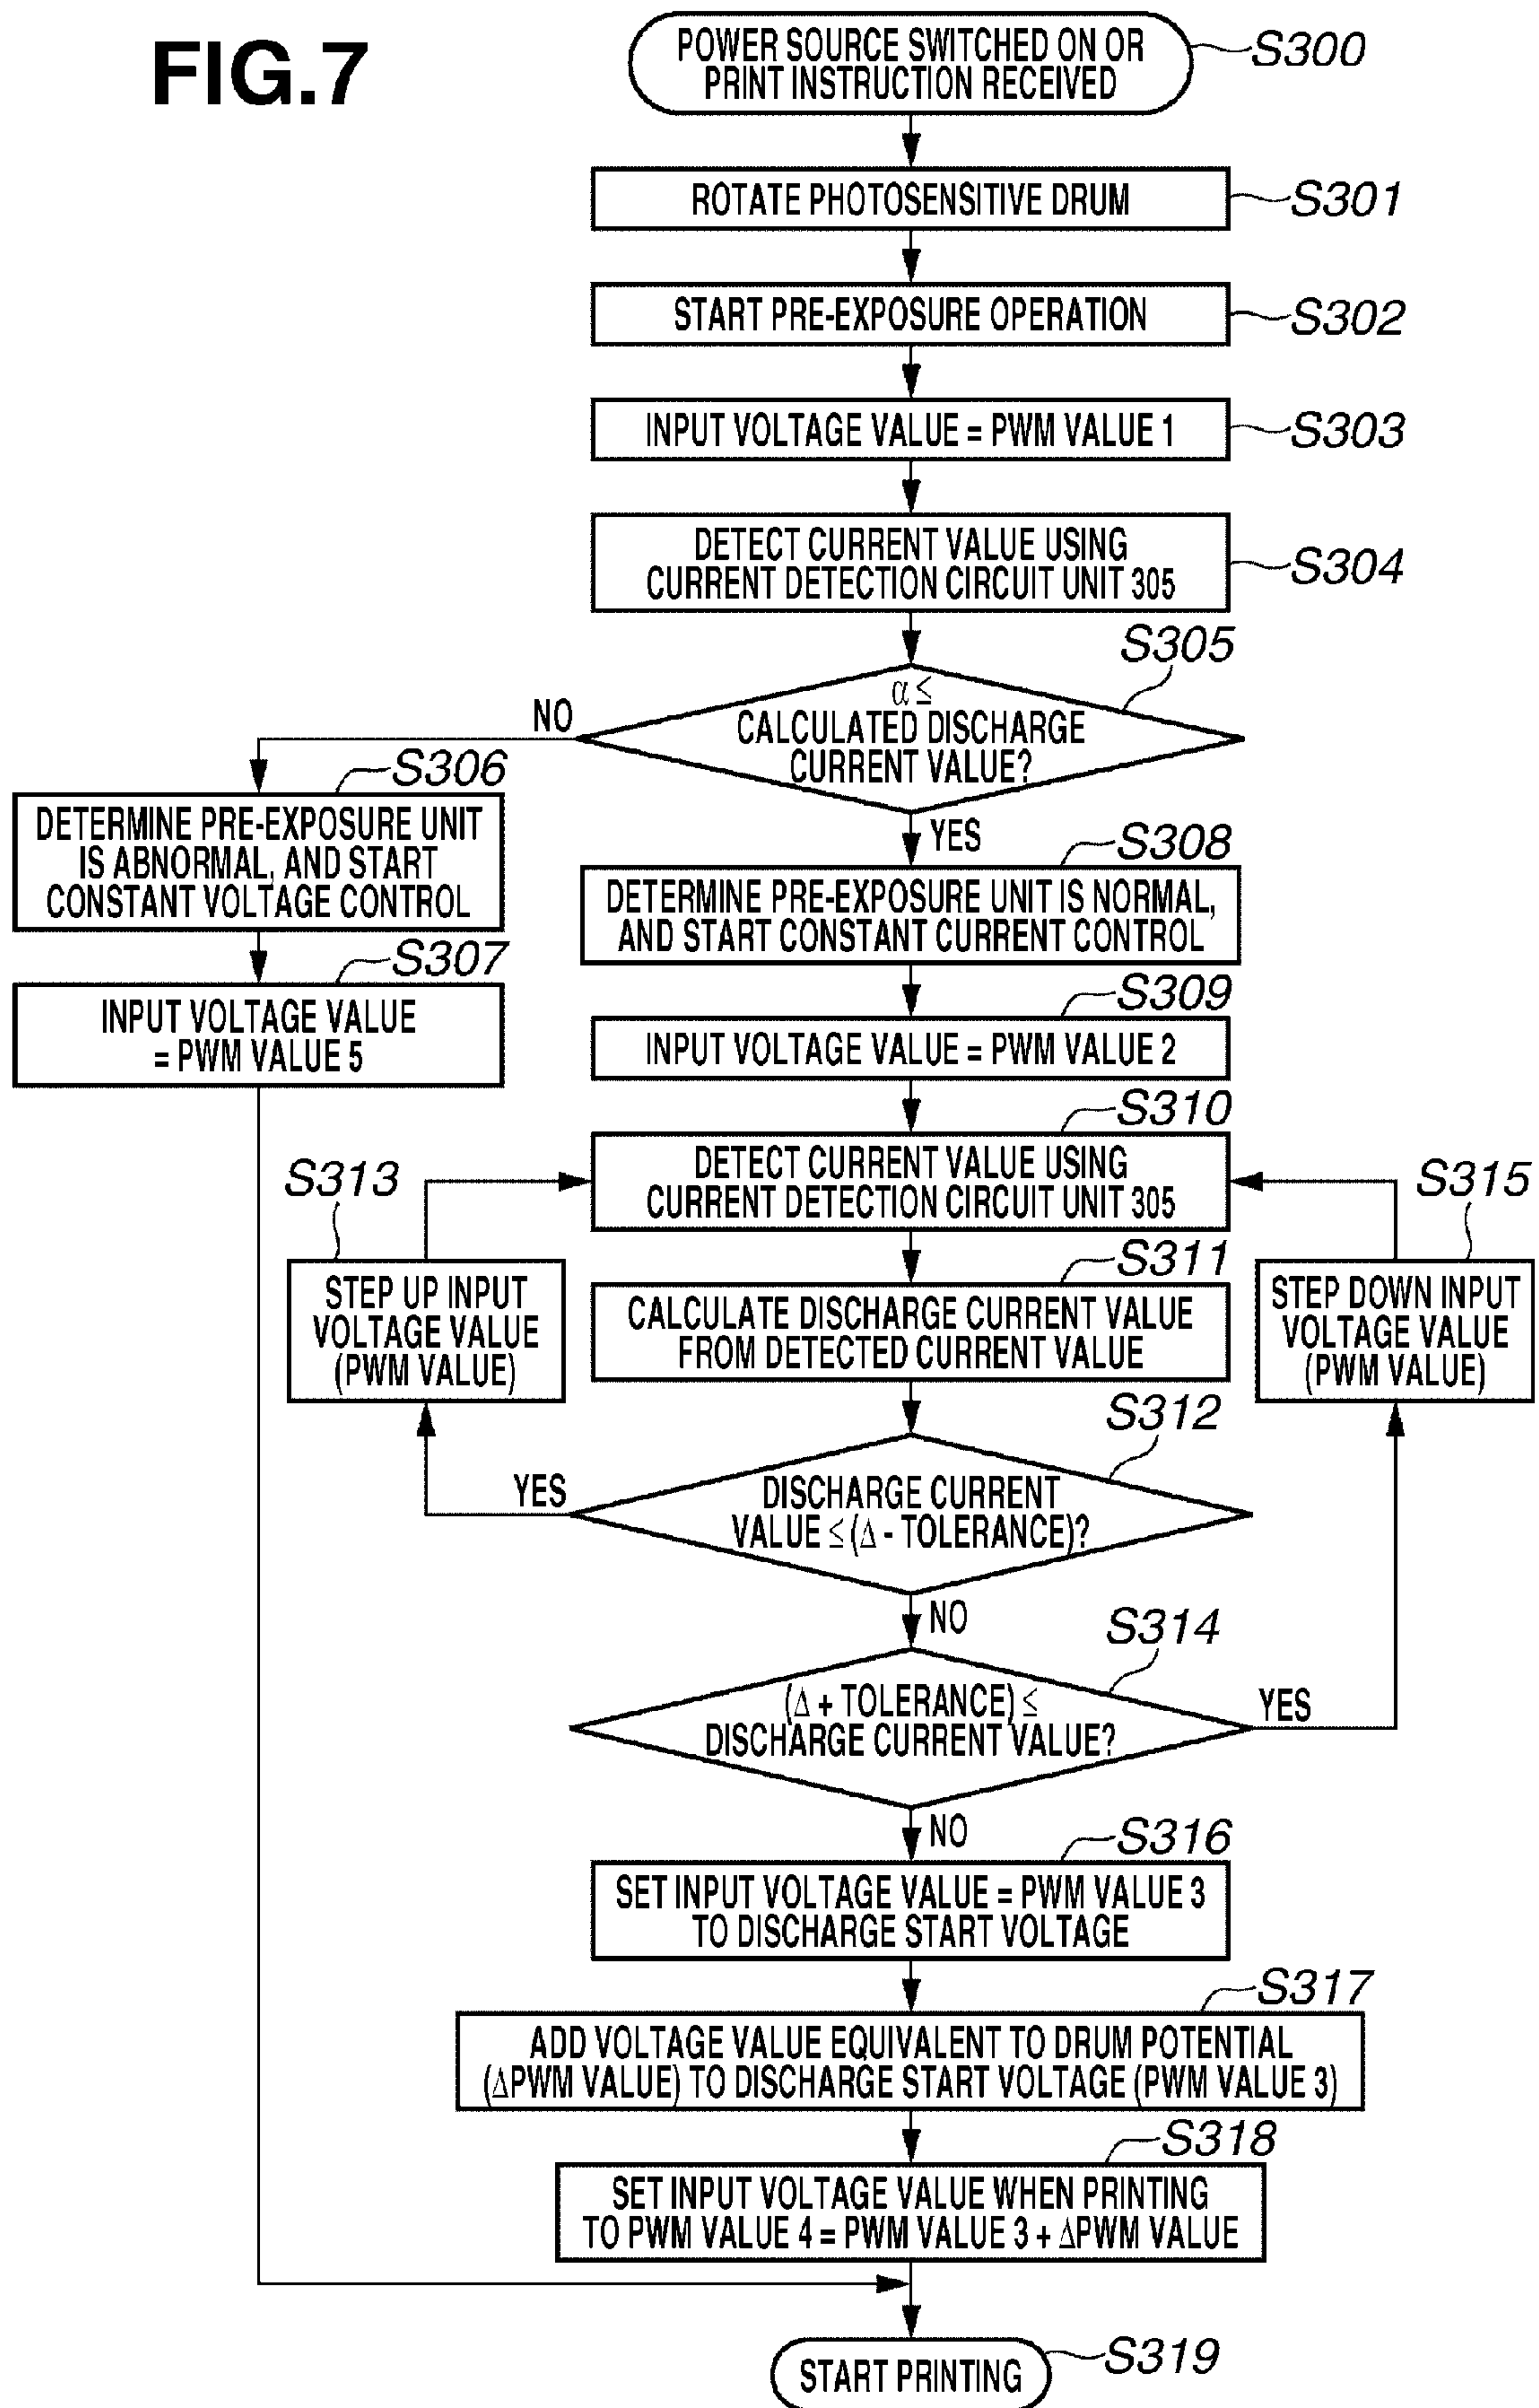 FIG.7
POWER SOURCE SWITCHED ON OR
PRINT INSTRUCTION RECEIVED
S300
ROTATE PHOTOSENSITIVE DRUM
S301
START PRE-EXPOSURE OPERATION
S302
INPUT VOLTAGE VALUE = PWM VALUE 1
S303
DETECT CURRENT VALUE USING
CURRENT DETECTION CIRCUIT UNIT 305
S304
S305
α ≤
CALCULATED DISCHARGE
CURRENT VALUE?
NO
YES
S306
DETERMINE PRE-EXPOSURE UNIT
IS ABNORMAL, AND START
CONSTANT VOLTAGE CONTROL
S307
INPUT VOLTAGE VALUE
= PWM VALUE 5
S308
DETERMINE PRE-EXPOSURE UNIT IS NORMAL,
AND START CONSTANT CURRENT CONTROL
S309
INPUT VOLTAGE VALUE = PWM VALUE 2
S310
DETECT CURRENT VALUE USING
CURRENT DETECTION CIRCUIT UNIT 305
S313
STEP UP INPUT
VOLTAGE VALUE
(PWM VALUE)
S311
CALCULATE DISCHARGE CURRENT VALUE
FROM DETECTED CURRENT VALUE
S315
STEP DOWN INPUT
VOLTAGE VALUE
(PWM VALUE)
S312
YES
DISCHARGE CURRENT
VALUE ≤ (Δ - TOLERANCE)?
NO
S314
(Δ + TOLERANCE) ≤
DISCHARGE CURRENT VALUE?
YES
NO
S316
SET INPUT VOLTAGE VALUE = PWM VALUE 3
TO DISCHARGE START VOLTAGE
S317
ADD VOLTAGE VALUE EQUIVALENT TO DRUM POTENTIAL
(ΔPWM VALUE) TO DISCHARGE START VOLTAGE (PWM VALUE 3)
S318
SET INPUT VOLTAGE VALUE WHEN PRINTING
TO PWM VALUE 4 = PWM VALUE 3 + ΔPWM VALUE
START PRINTING
S319